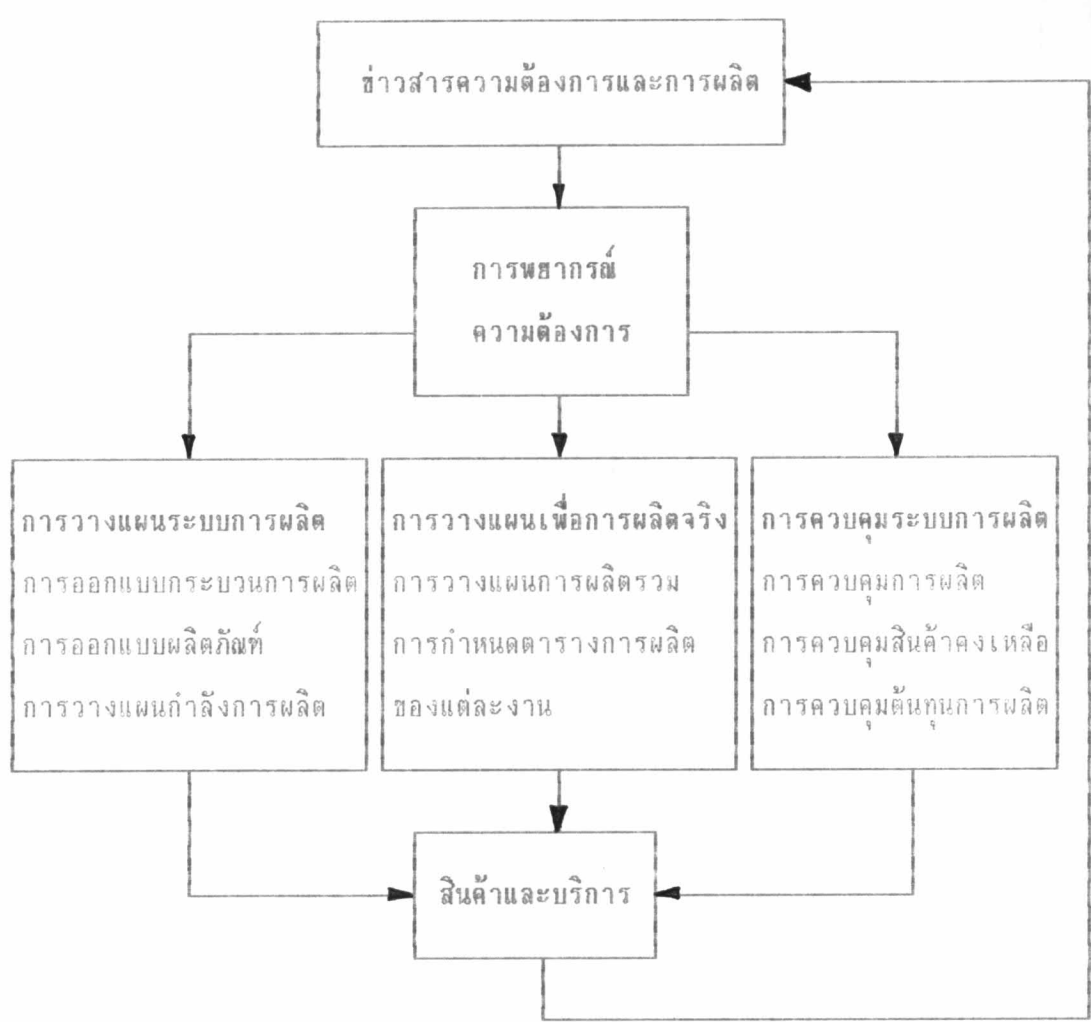 ข่าวสารความต้องการและการผลิต
การพยากรณ์
ความต้องการ
การวางแผนระบบการผลิต
การออกแบบกระบวนการผลิต
การออกแบบผลิตภัณฑ์
การวางแผนกำลังการผลิต
การวางแผนเพื่อการผลิตจริง
การวางแผนการผลิตรวม
การกำหนดตารางการผลิต
ของแต่ละงาน
การควบคุมระบบการผลิต
การควบคุมการผลิต
การควบคุมสินค้าคงเหลือ
การควบคุมต้นทุนการผลิต
สินค้าและบริการ